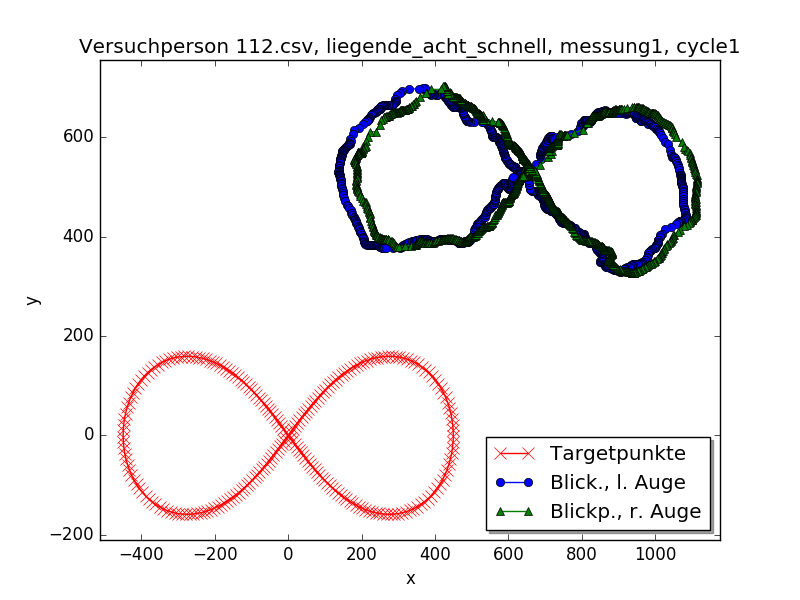 Versuchperson 112.csv, liegende_acht_schnell, messung1, cycle1
y
600
400
200
0
−200
Targetpunkte
Blick., l. Auge
Blickp., r. Auge
−400 −200 0 200 400 600 800 1000
x